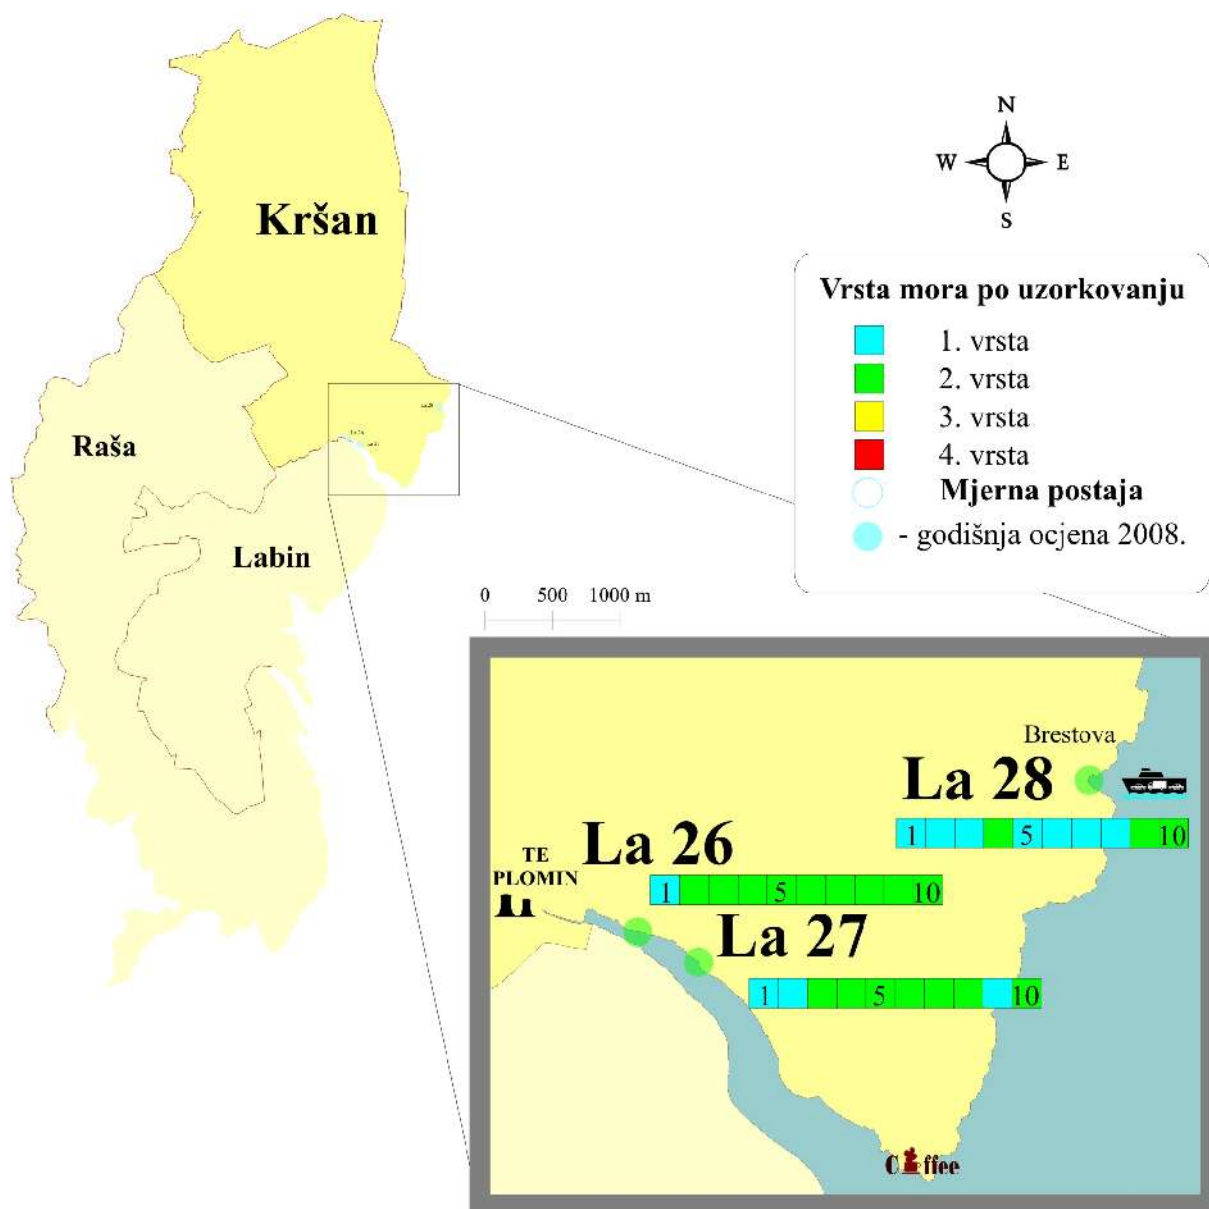 N
W E
S
Kršan
Vrsta mora po uzorkovanju
1. vrsta
2. vrsta
3. vrsta
4. vrsta
Mjerna postaja
- godišnja ocjena 2008.
La 28
Raša
Labin
0 500 1000 m
Brestova
La 28
1 5 10
La 26
TE
PLOMIN
1 5 10
La 27
1 5 10
Coffee